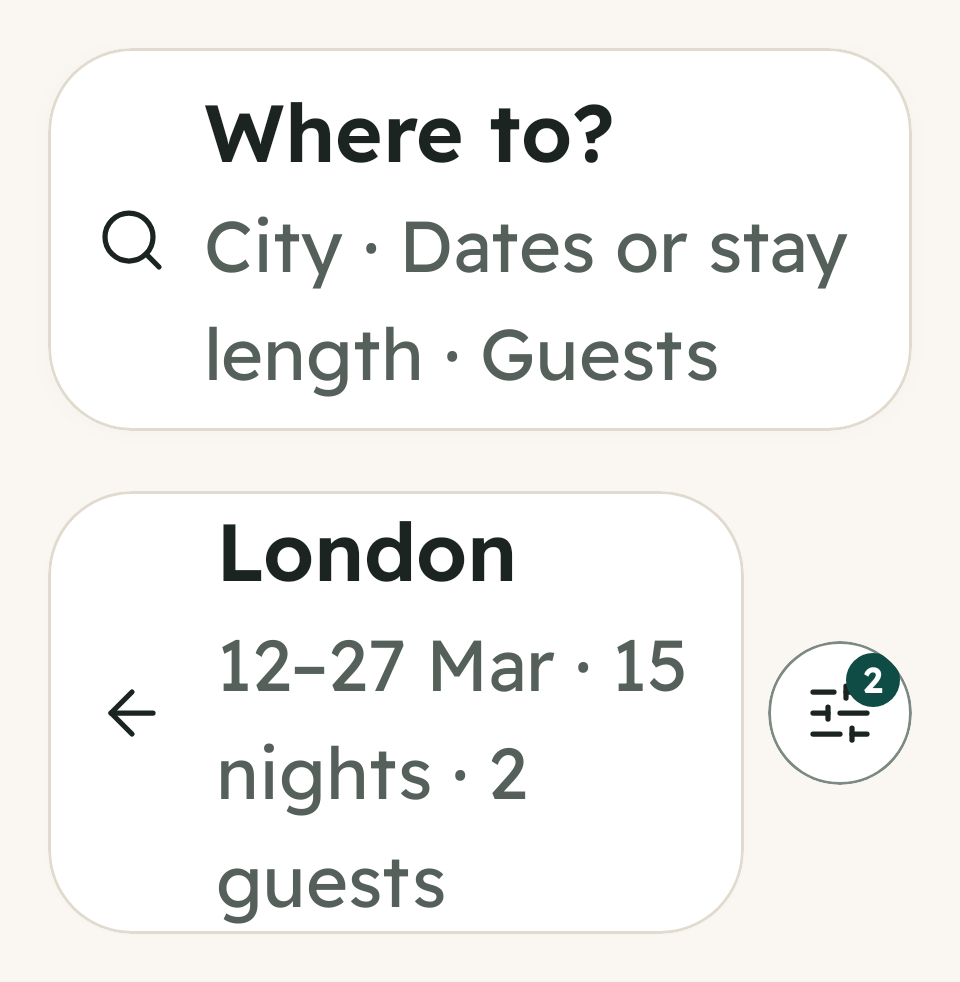 Where to?
City · Dates or stay
length · Guests
London
12–27 Mar · 15
nights · 2
guests
2